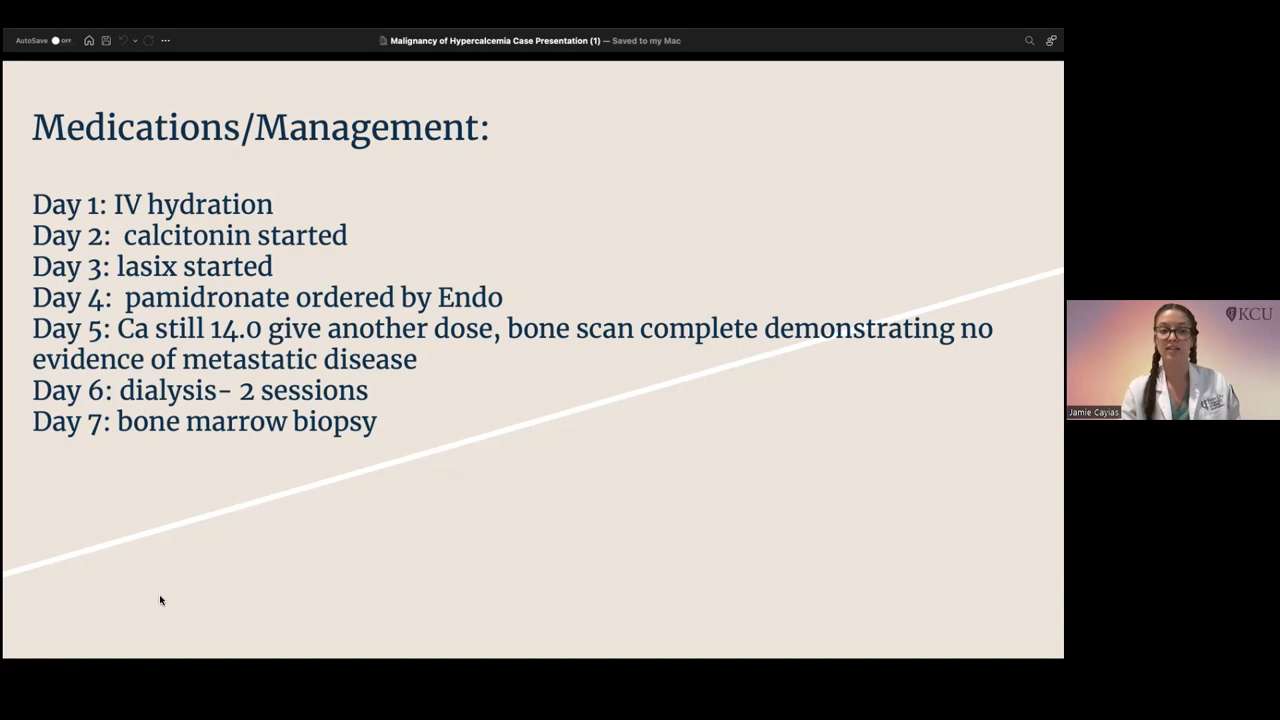 AutoSave OFF
Malignancy of Hypercalcemia Case Presentation (1) — Saved to my Mac
Medications/Management:
Day 1: IV hydration
Day 2:  calcitonin started
Day 3: lasix started
Day 4:  pamidronate ordered by Endo
Day 5: Ca still 14.0 give another dose, bone scan complete demonstrating no
evidence of metastatic disease
Day 6: dialysis- 2 sessions
Day 7: bone marrow biopsy
KCU
Jamie Cayias